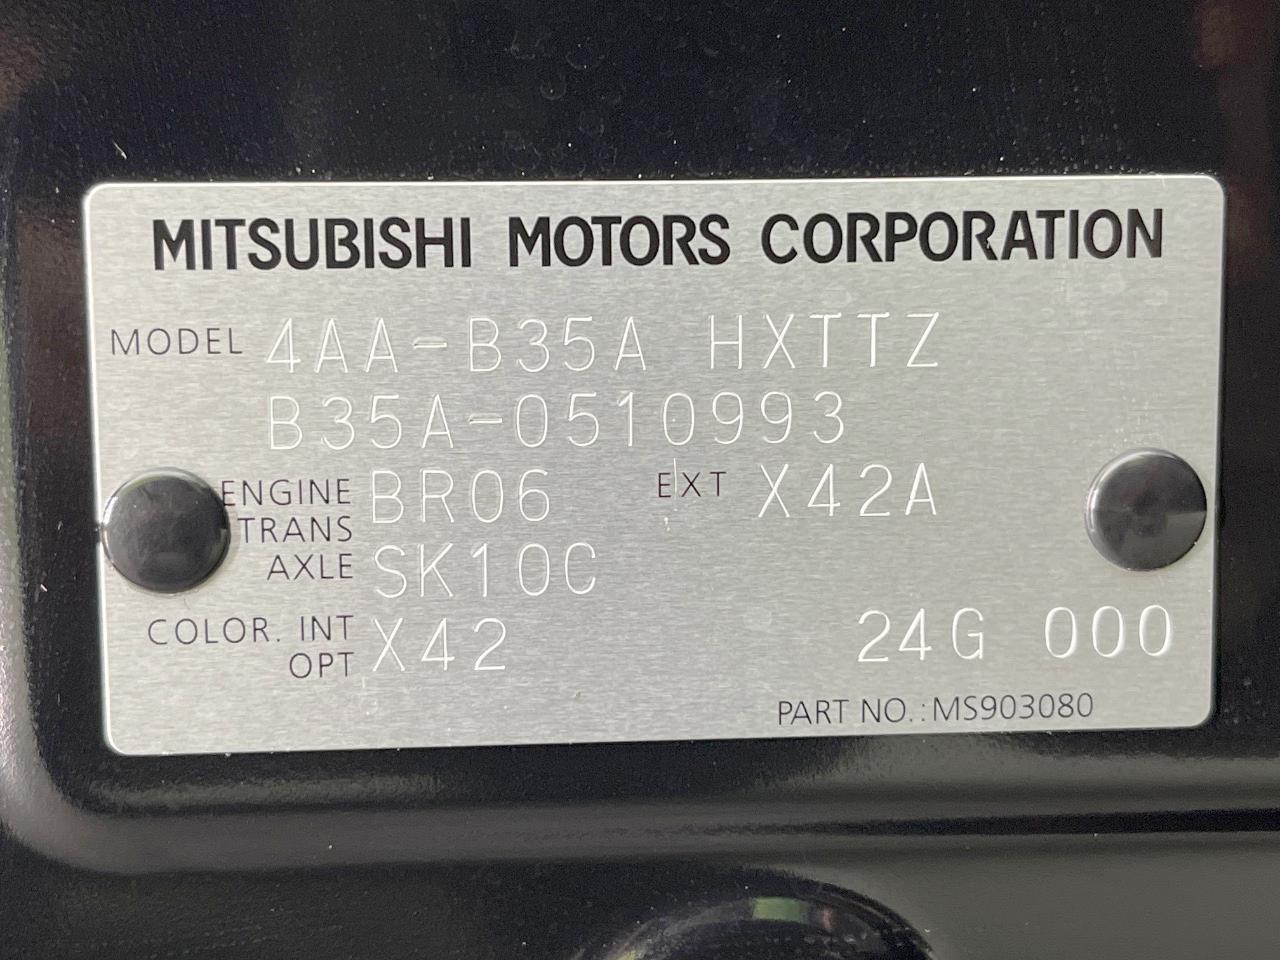 MITSUBISHI MOTORS CORPORATION
MODEL 4AA-B35A HXTTZ
B35A-0510993
ENGINE BR06 EXT X42A
TRANS
AXLE SK10C
COLOR. INT X42 24G 000
OPT
PART NO.:MS903080